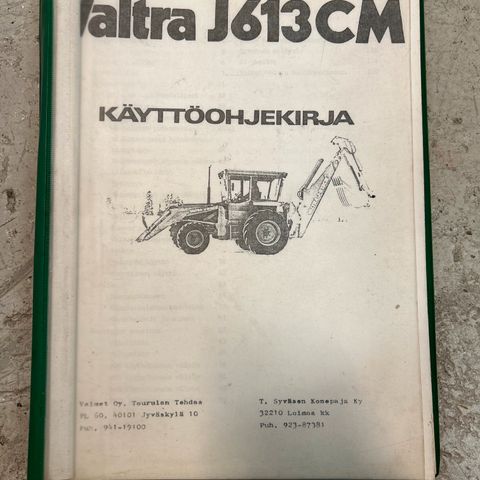 Valtra J613CM
KÄYTTÖOHJEKIRJA
Valmet Oy, Tourulan Tehdas
PL 60, 40101 Jyväskylä 10
Puh. 941-19100
T. Syväsen Konepaja Ky
32210 Loimaa kk
Puh. 923-87381